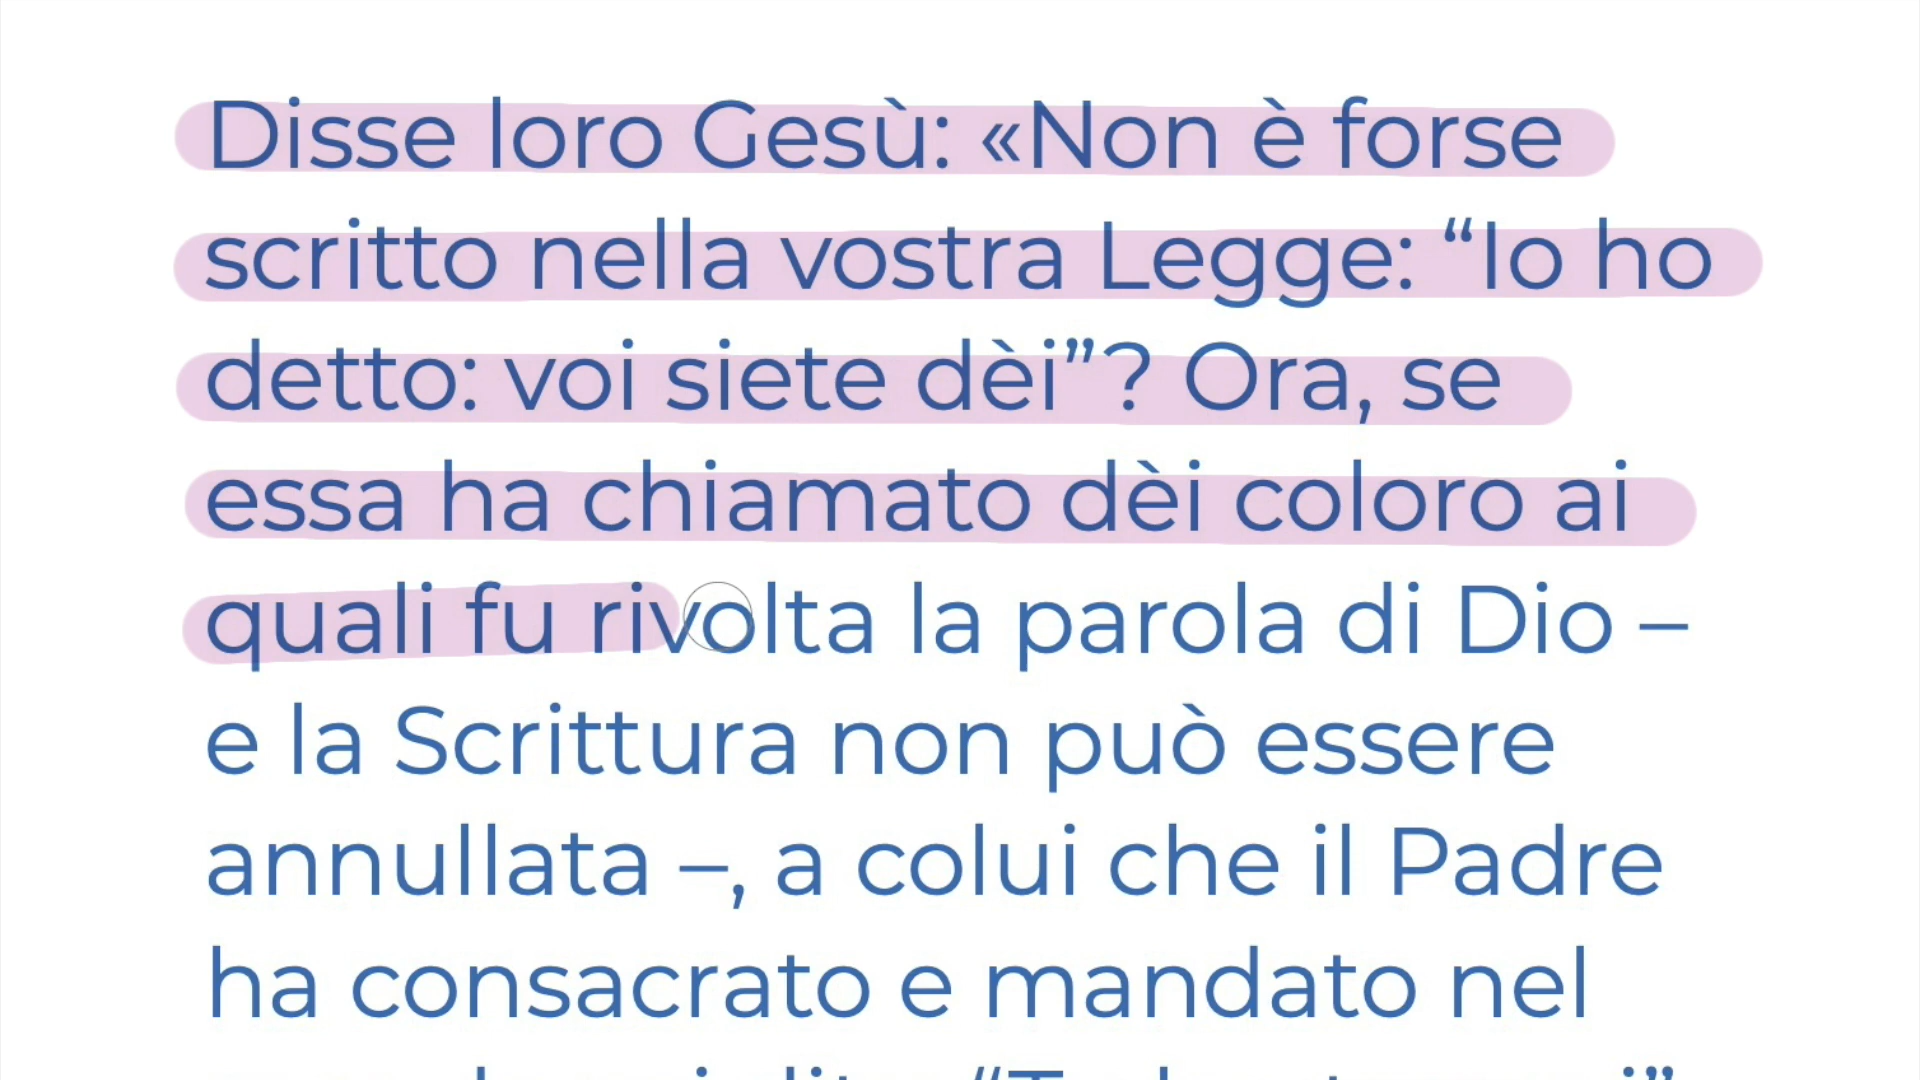 Disse loro Gesù: «Non è forse
scritto nella vostra Legge: “Io ho
detto: voi siete dèi”? Ora, se
essa ha chiamato dèi coloro ai
quali fu rivolta la parola di Dio –
e la Scrittura non può essere
annullata –, a colui che il Padre
ha consacrato e mandato nel